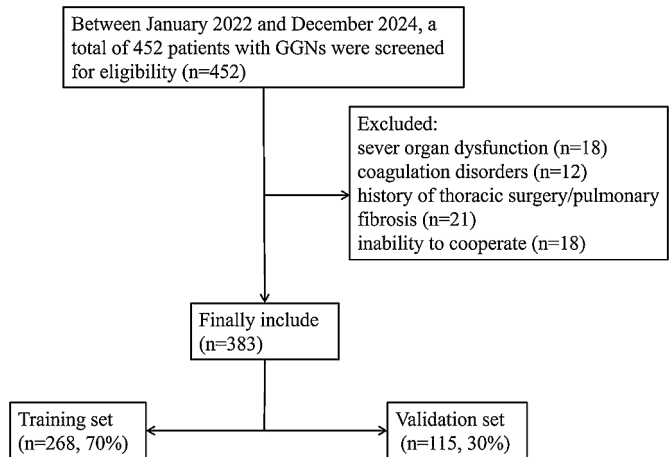 Between January 2022 and December 2024, a
total of 452 patients with GGNs were screened
for eligibility (n=452)
Excluded:
sever organ dysfunction (n=18)
coagulation disorders (n=12)
history of thoracic surgery/pulmonary
fibrosis (n=21)
inability to cooperate (n=18)
Finally include
(n=383)
Training set
(n=268, 70%)
Validation set
(n=115, 30%)